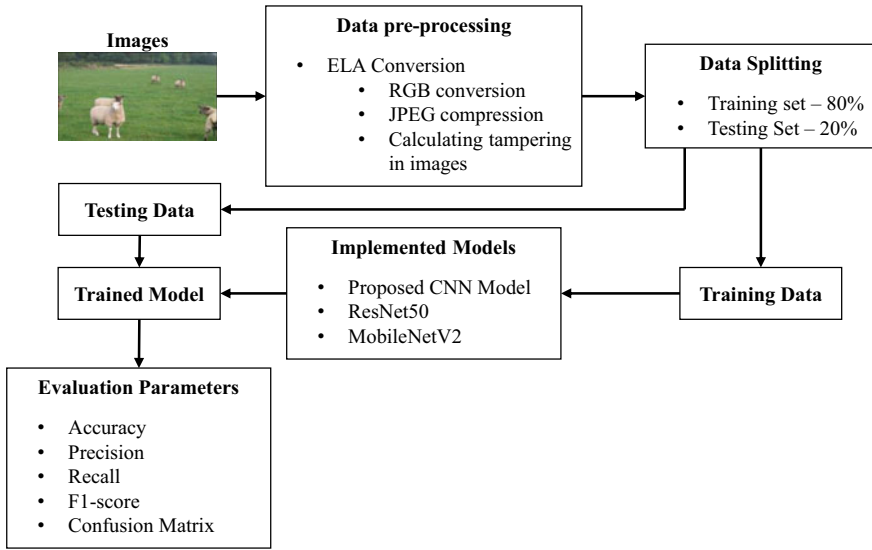 Images
Data pre-processing
• ELA Conversion
• RGB conversion
• JPEG compression
• Calculating tampering
in images
Data Splitting
• Training set – 80%
• Testing Set – 20%
Testing Data
Implemented Models
• Proposed CNN Model
• ResNet50
• MobileNetV2
Trained Model
Training Data
Evaluation Parameters
• Accuracy
• Precision
• Recall
• F1-score
• Confusion Matrix